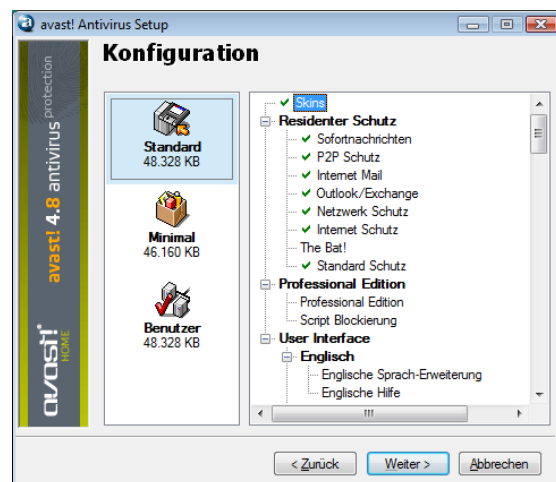 avast! Antivirus Setup
Konfiguration
avast! 4.8 antivirus protection
avast!
HOME
Standard
48.328 KB
Minimal
46.160 KB
Benutzer
48.328 KB
Skins
Residenter Schutz
Sofortnachrichten
P2P Schutz
Internet Mail
Outlook/Exchange
Netzwerk Schutz
Internet Schutz
The Bat!
Standard Schutz
Professional Edition
Professional Edition
Script Blockierung
User Interface
Englisch
Englische Sprach-Erweiterung
Englische Hilfe
< Zurück
Weiter >
Abbrechen